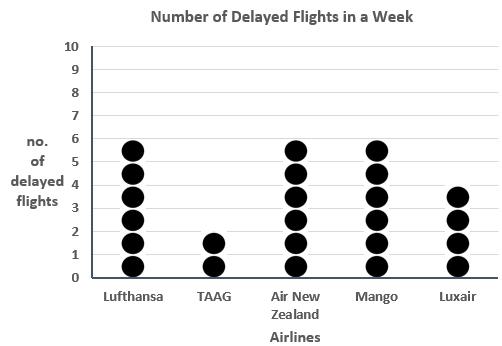 Number of Delayed Flights in a Week
10
9
8
7
6
5
4
3
2
1
0
no.
of
delayed
flights
Lufthansa
TAAG
Air New
Zealand
Mango
Luxair
Airlines